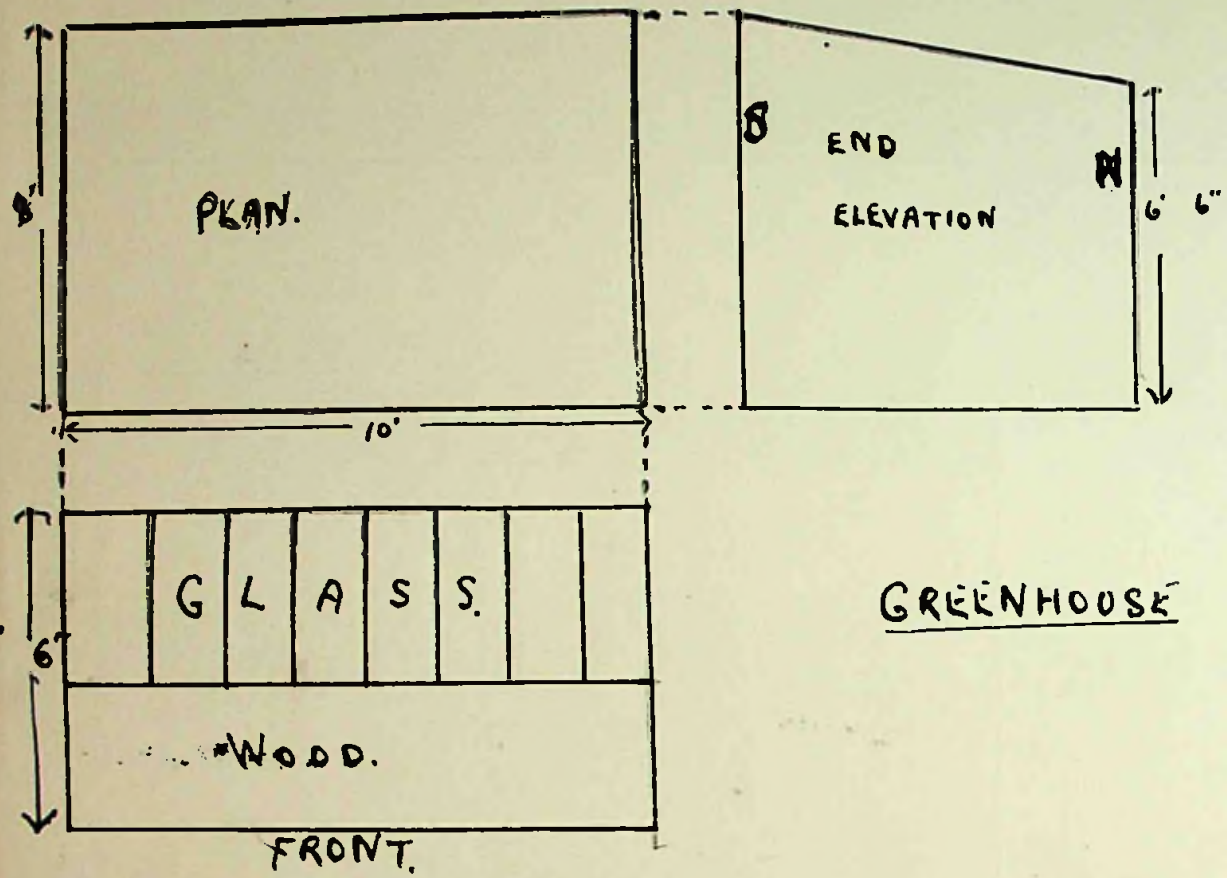 PLAN.
8'
10'
END
ELEVATION
6' 6"
G L A S S.
6'
WOOD.
FRONT.
GREENHOUSE